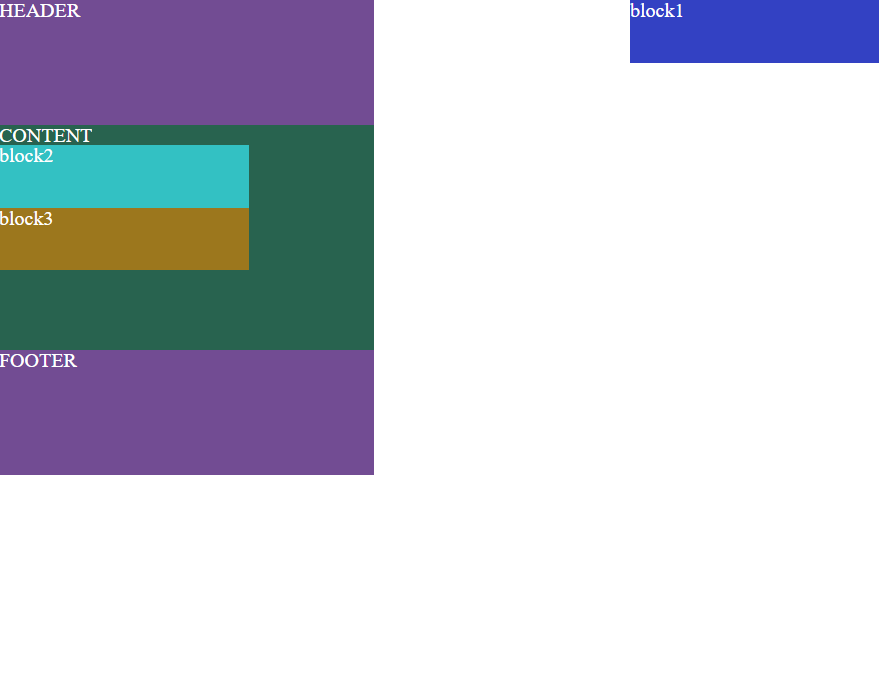 HEADER
block1
CONTENT
block2
block3
FOOTER